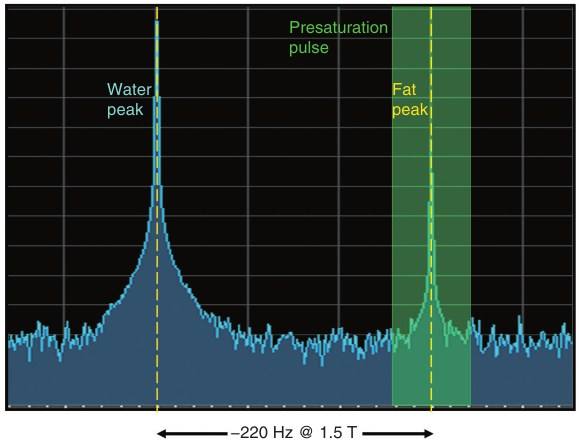 Presaturation
pulse
Water
peak
Fat
peak
–220 Hz @ 1.5 T